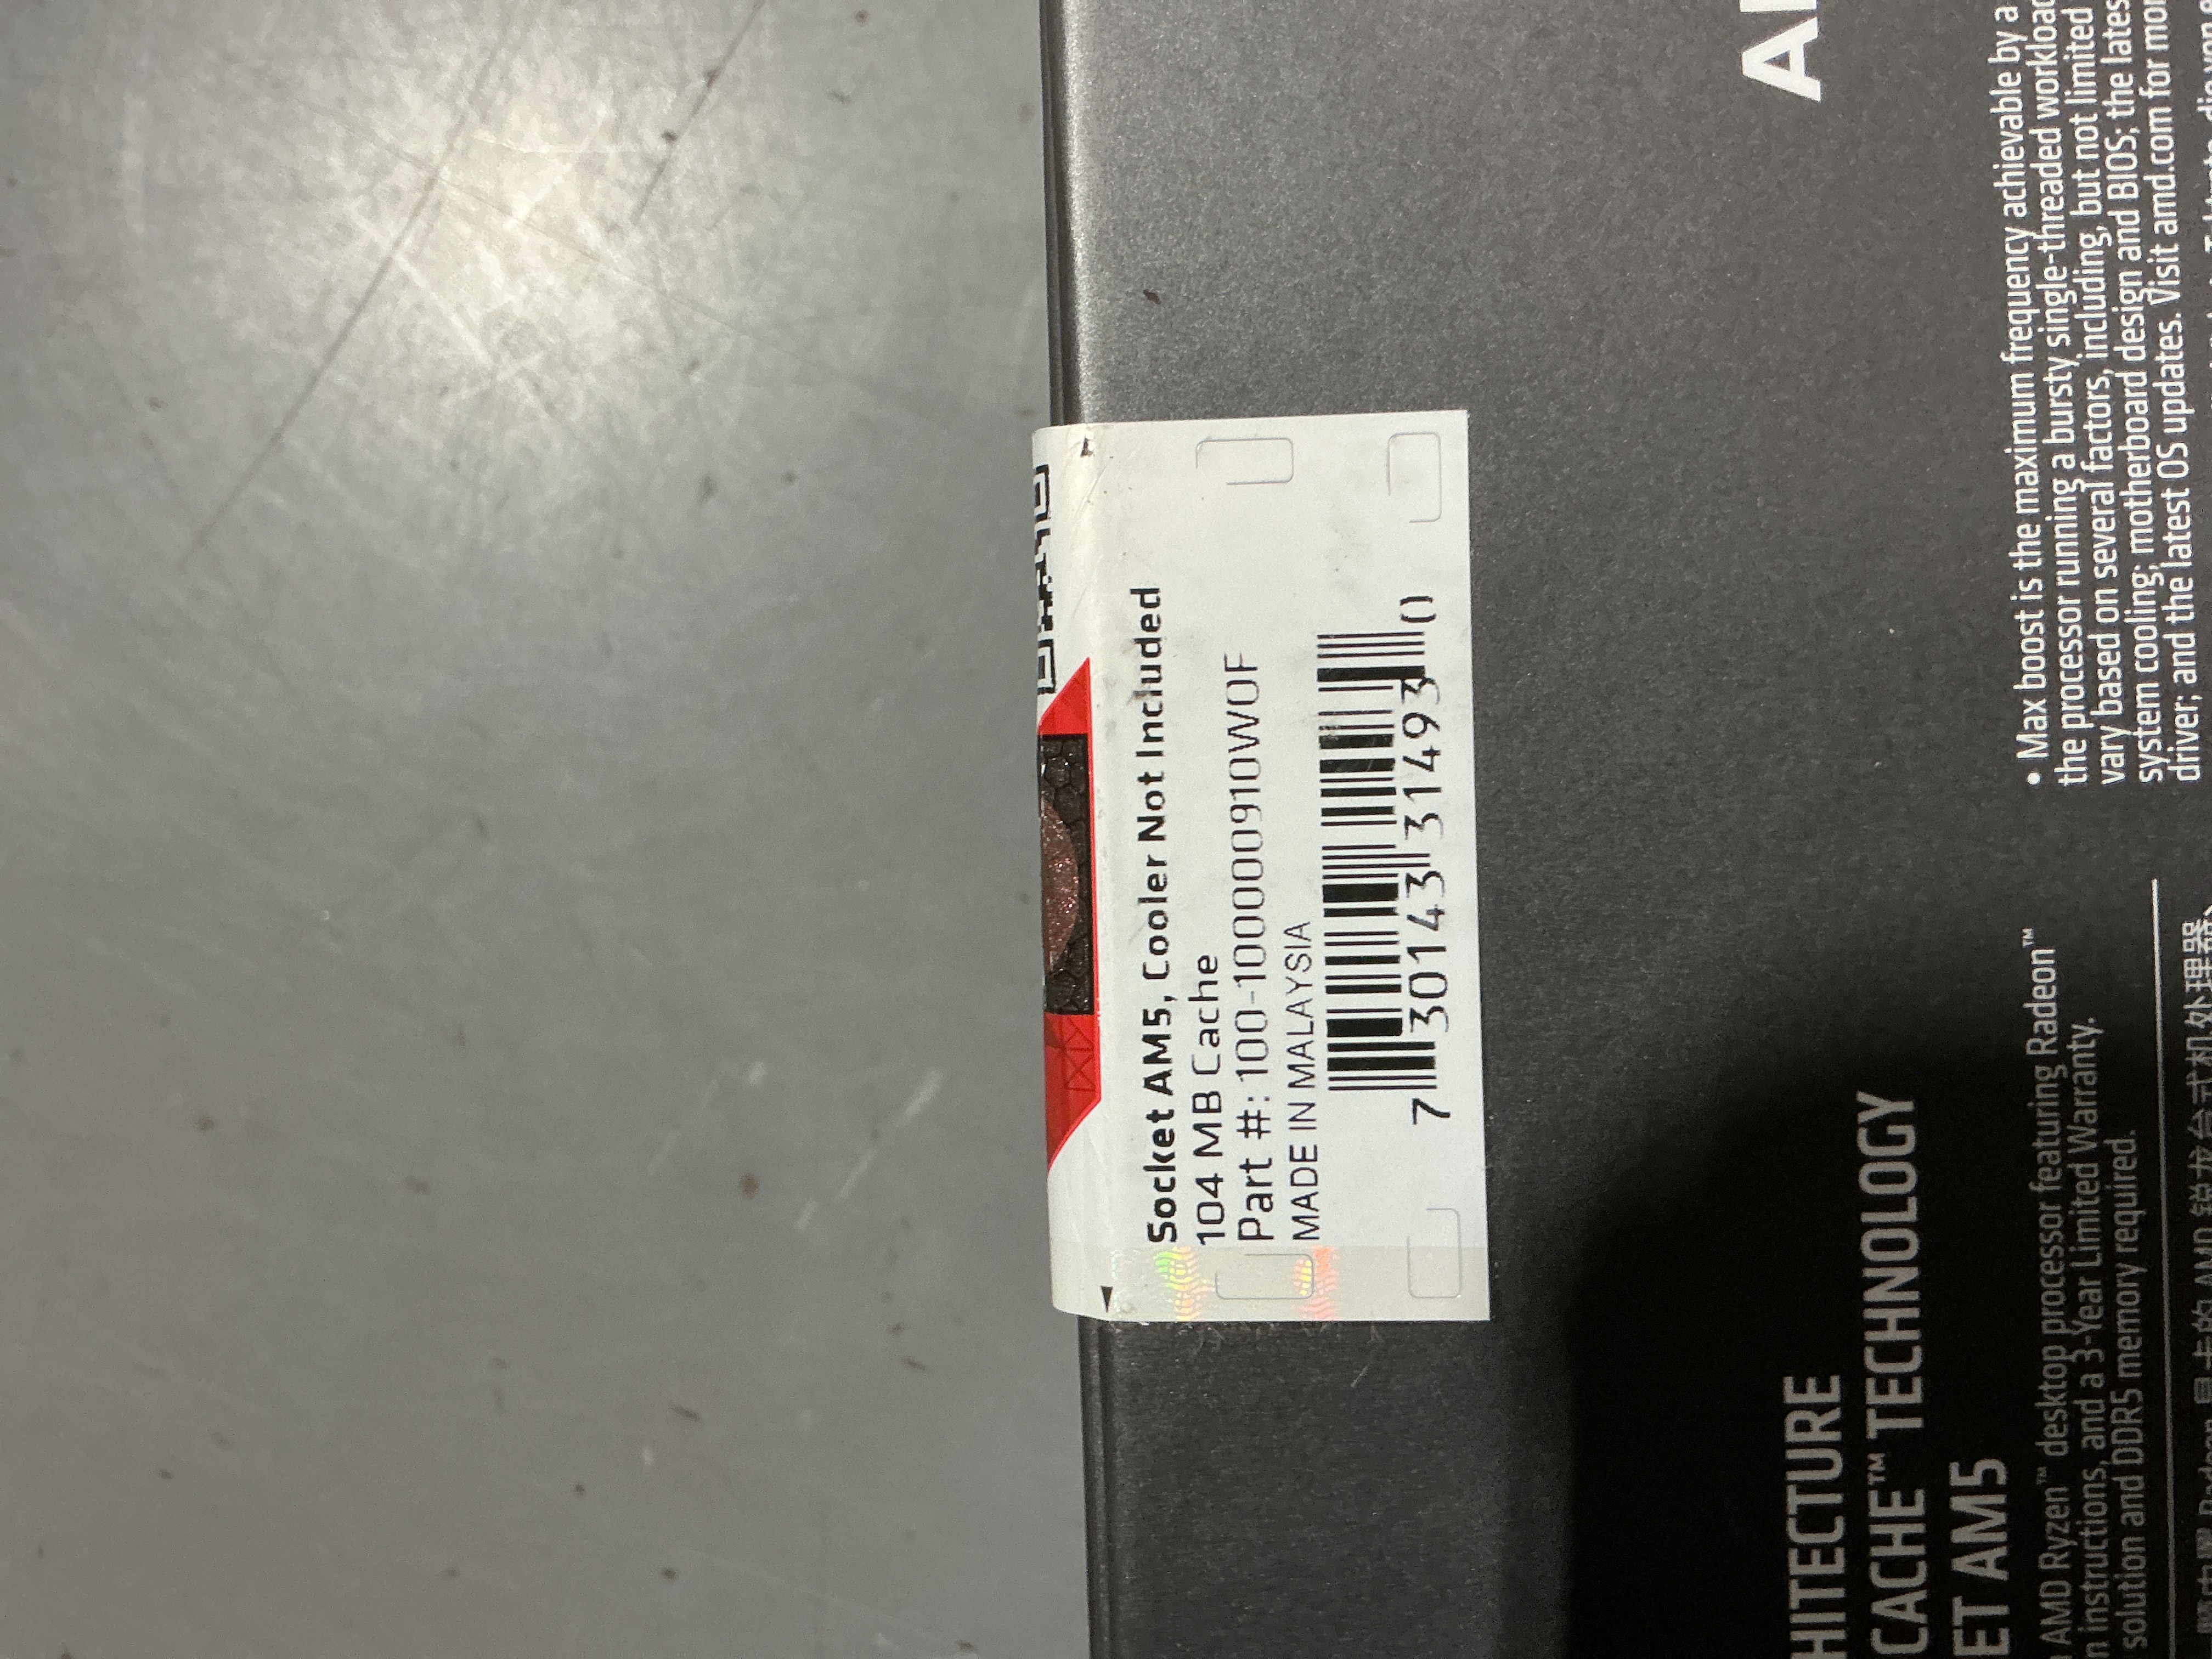 Socket AM5, Cooler Not Included
104 MB Cache
Part #: 100-100000910WOF
MADE IN MALAYSIA
7 30143 31493 0
HITECTURE
CACHE™ TECHNOLOGY
ET AM5
AMD Ryzen™ desktop processor featuring Radeon™
n instructions, and a 3-Year Limited Warranty.
solution and DDR5 memory required.
• Max boost is the maximum frequency achievable by a
the processor running a bursty single-threaded workload
vary based on several factors, including, but not limited
system cooling; motherboard design and BIOS; the lates
driver; and the latest OS updates. Visit amd.com for mor